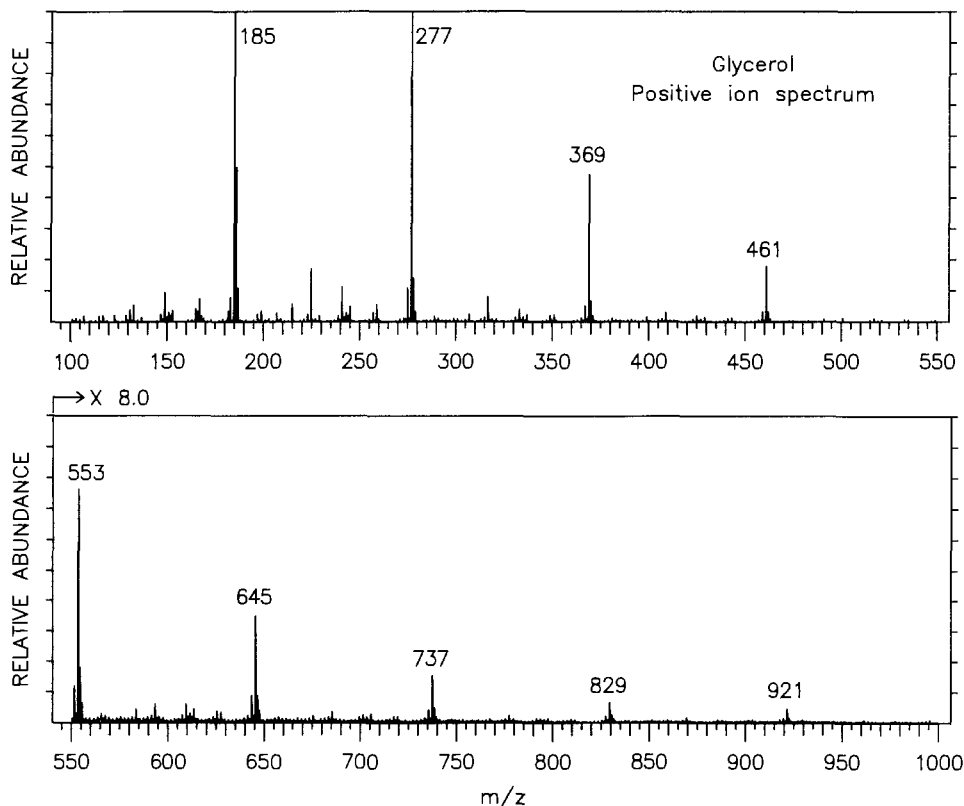 RELATIVE ABUNDANCE
185
277
Glycerol
Positive ion spectrum
369
461
100 150 200 250 300 350 400 450 500 550
→X 8.0
RELATIVE ABUNDANCE
553
645
737
829
921
550 600 650 700 750 800 850 900 950 1000
m/z